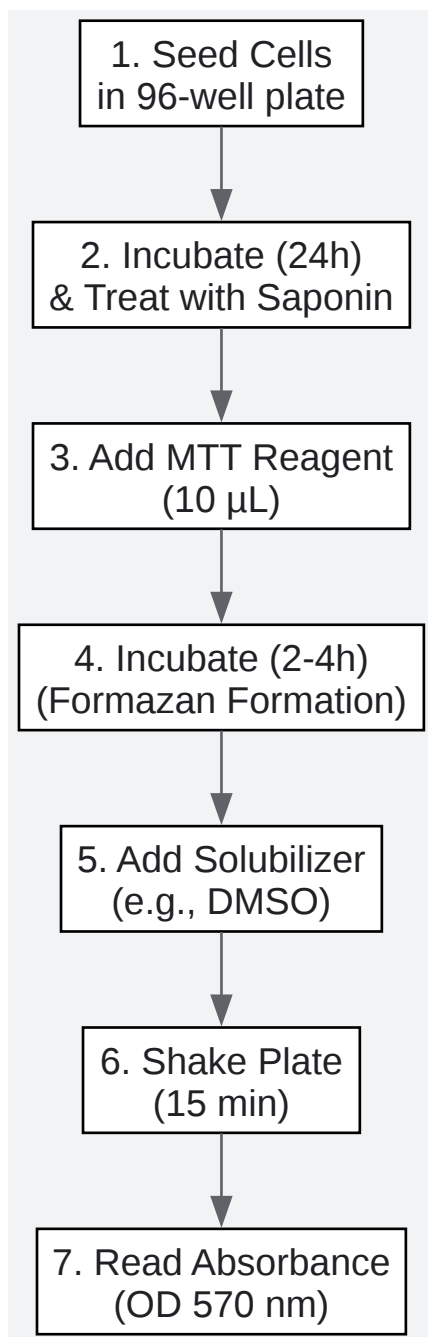 1. Seed Cells
in 96-well plate
2. Incubate (24h)
& Treat with Saponin
3. Add MTT Reagent
(10 µL)
4. Incubate (2-4h)
(Formazan Formation)
5. Add Solubilizer
(e.g., DMSO)
6. Shake Plate
(15 min)
7. Read Absorbance
(OD 570 nm)